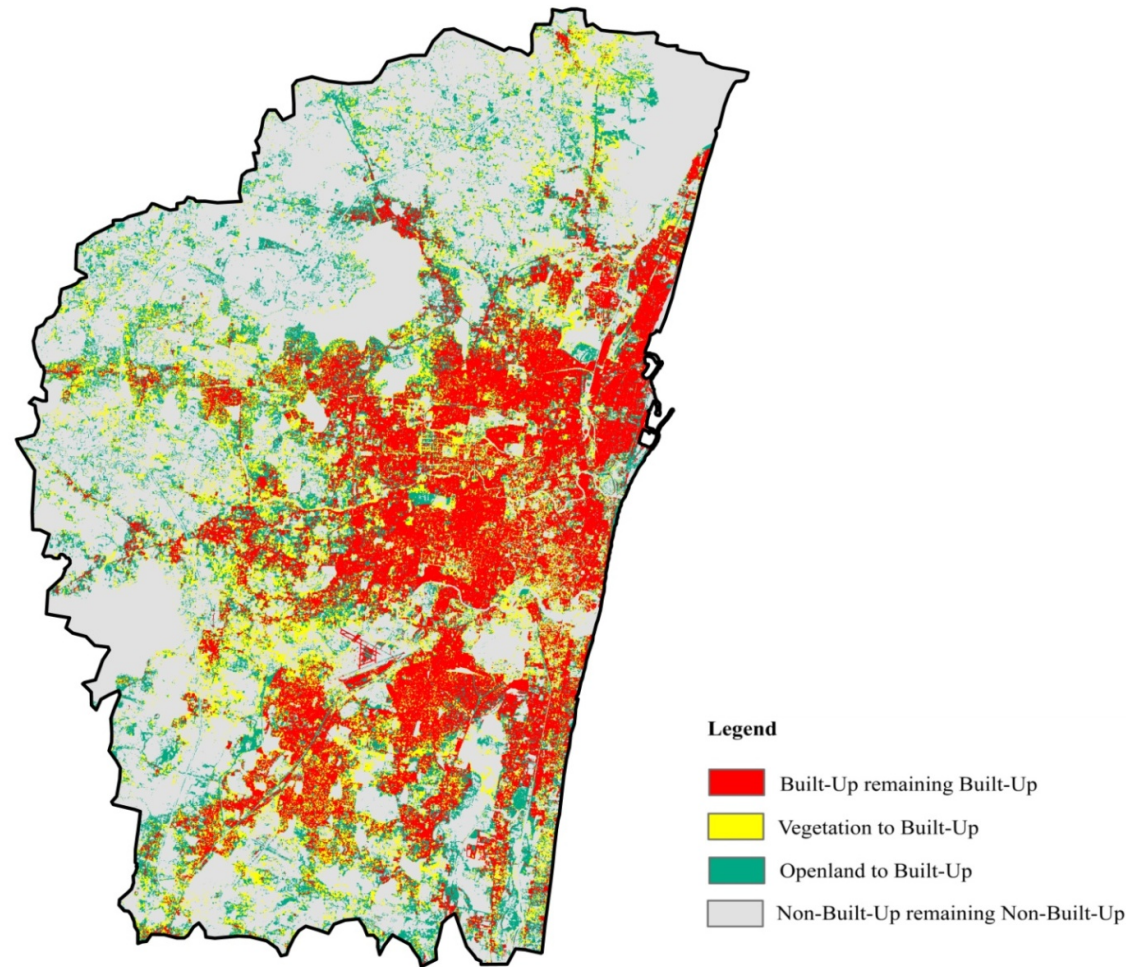 Legend
Built-Up remaining Built-Up
Vegetation to Built-Up
Openland to Built-Up
Non-Built-Up remaining Non-Built-Up